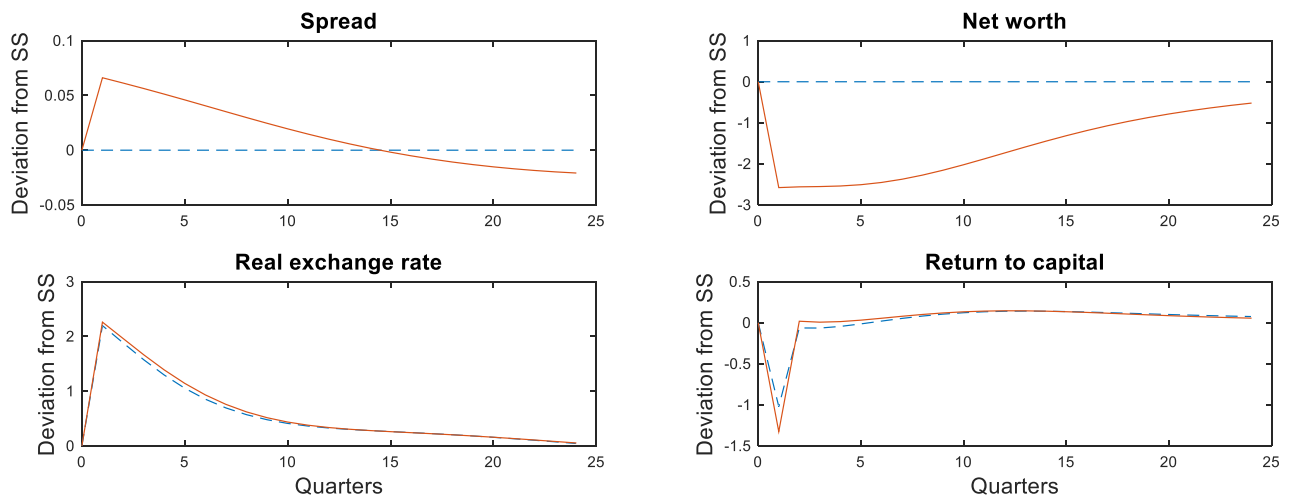 Spread
Deviation from SS
0.1
0.05
0
-0.05
0 5 10 15 20 25
Net worth
Deviation from SS
1
0
-1
-2
-3
0 5 10 15 20 25
Real exchange rate
Deviation from SS
3
2
1
0
0 5 10 15 20 25
Quarters
Return to capital
Deviation from SS
0.5
0
-0.5
-1
-1.5
0 5 10 15 20 25
Quarters